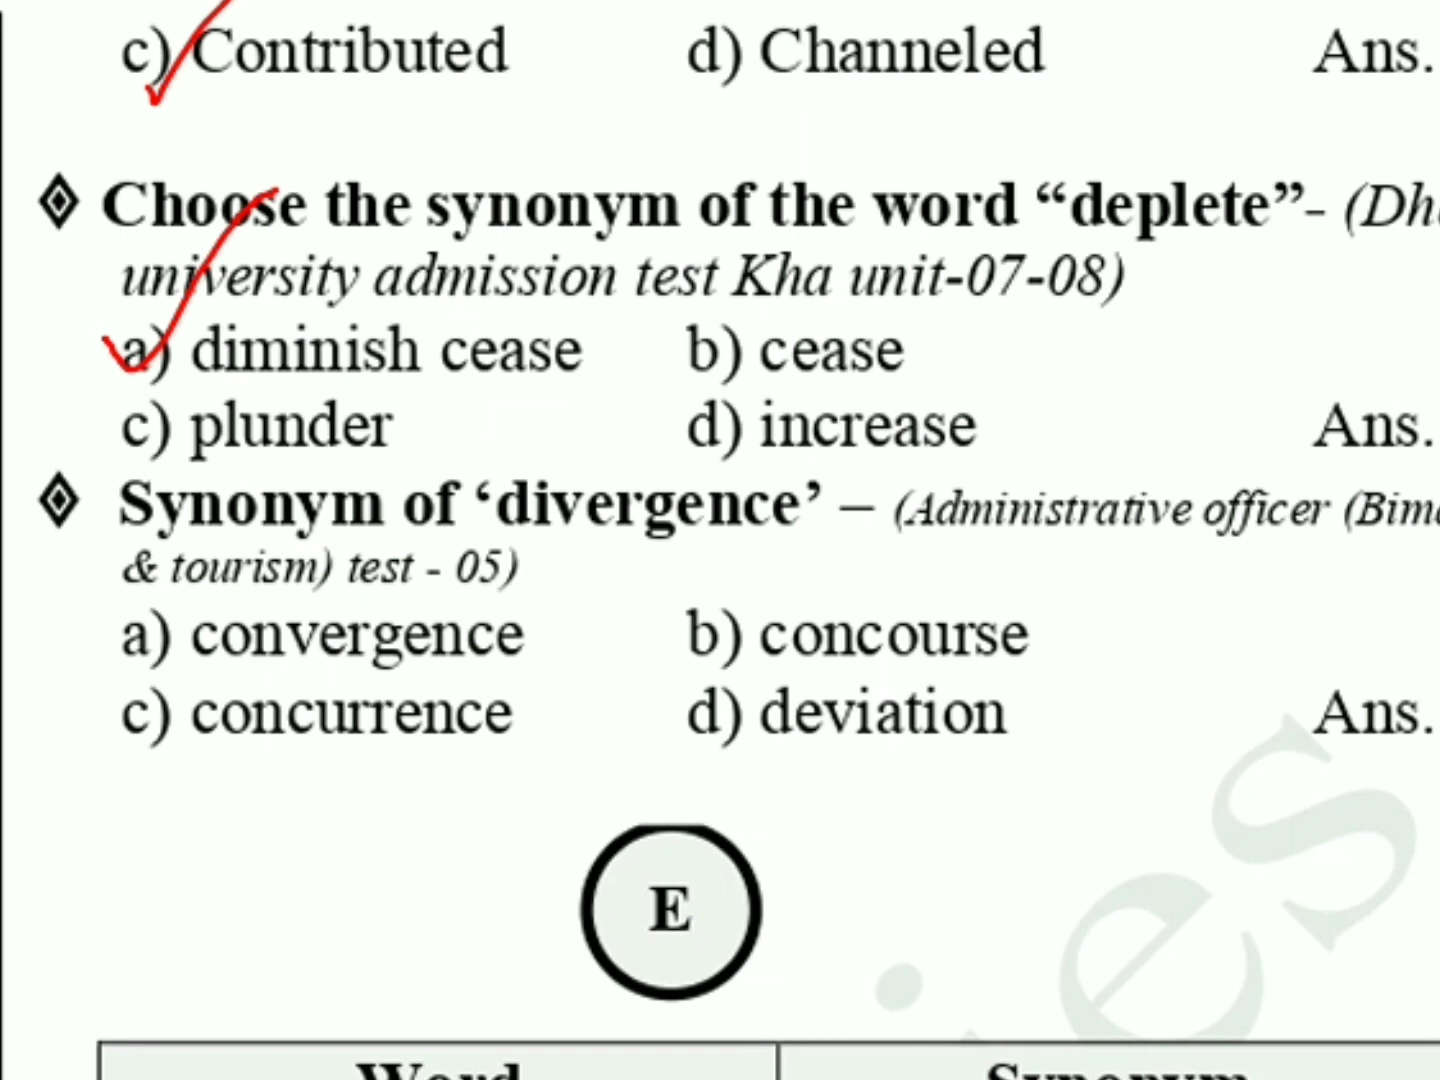 c) Contributed d) Channeled Ans.
Choose the synonym of the word “deplete”- (Dh
university admission test Kha unit-07-08)
a) diminish cease b) cease
c) plunder d) increase Ans.
Synonym of ‘divergence’ – (Administrative officer (Bim
& tourism) test - 05)
a) convergence b) concourse
c) concurrence d) deviation Ans.
E
Word Synonym